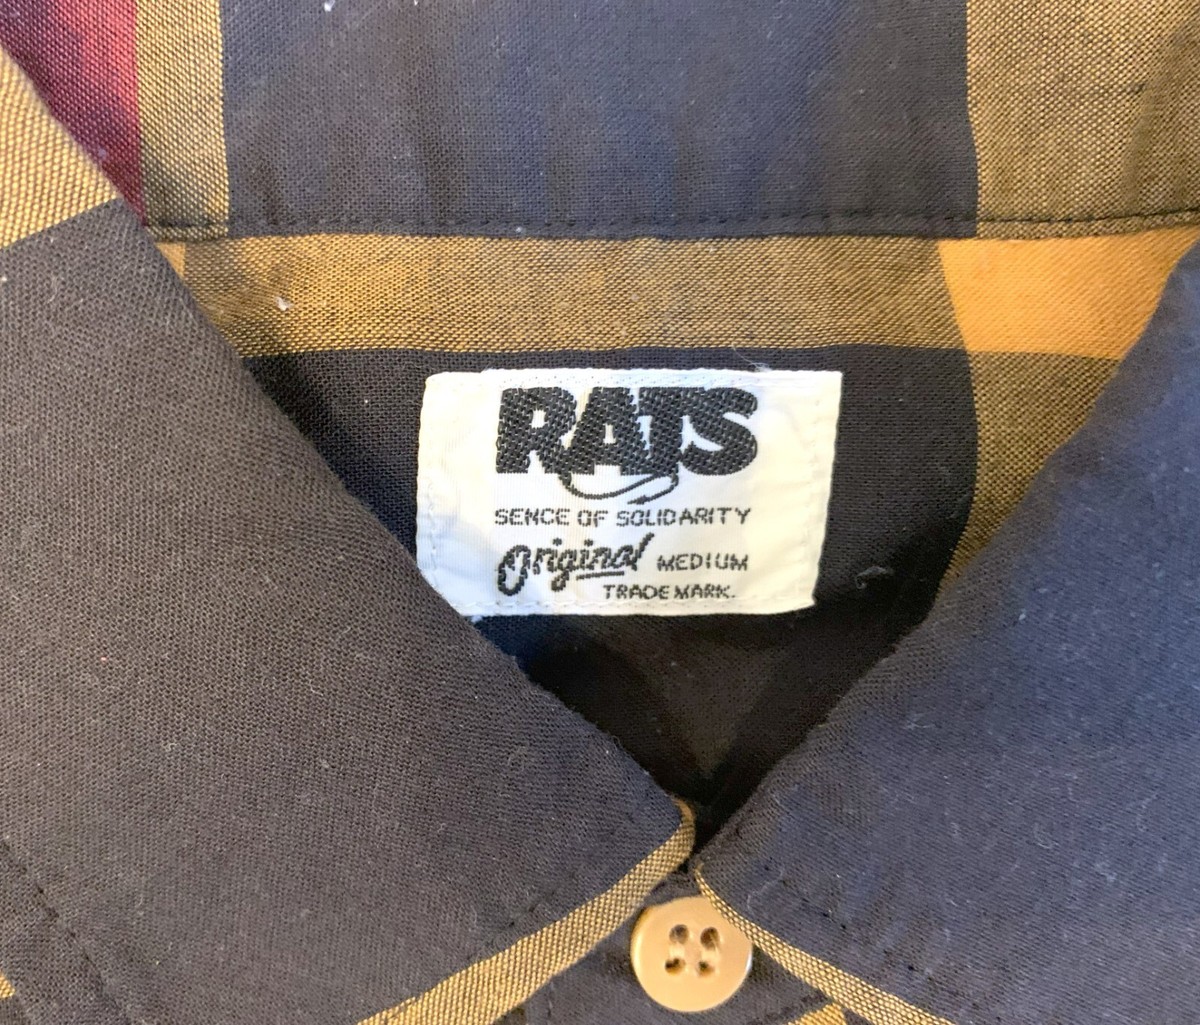 RATS
SENCE OF SOLIDARITY
Original MEDIUM
TRADE MARK.